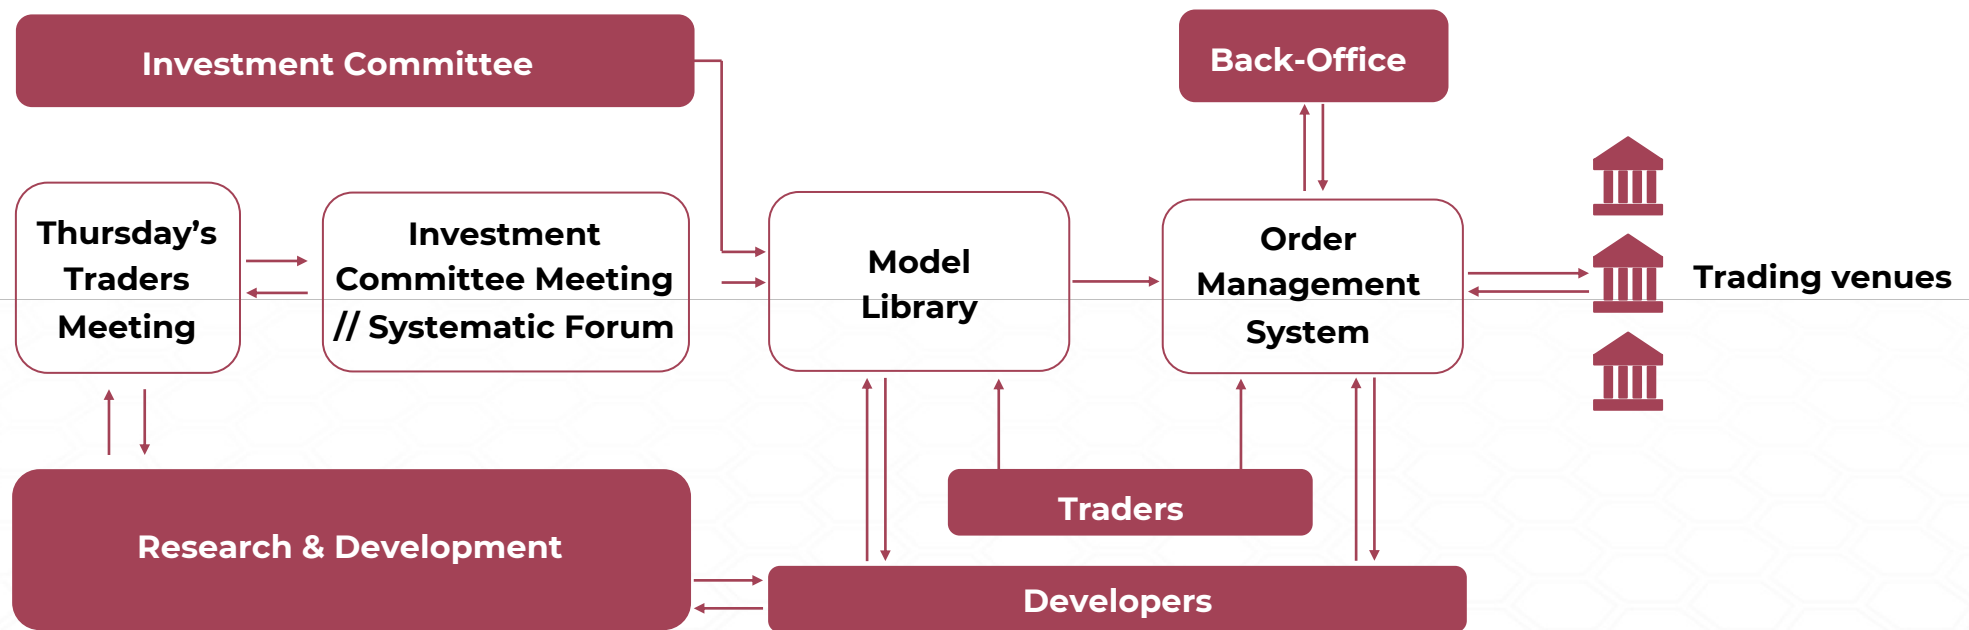 Investment Committee
Back-Office
Thursday’s
Traders
Meeting
Investment
Committee Meeting
// Systematic Forum
Model
Library
Order
Management
System
Trading venues
Traders
Research & Development
Developers